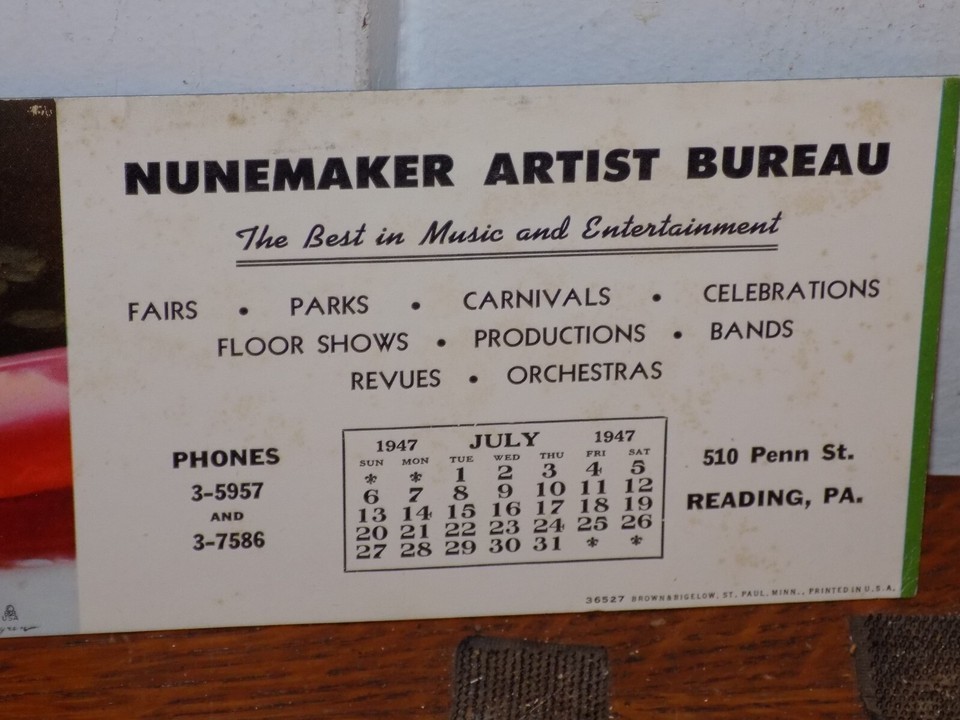 NUNEMAKER ARTIST BUREAU
The Best in Music and Entertainment
FAIRS • PARKS • CARNIVALS • CELEBRATIONS
FLOOR SHOWS • PRODUCTIONS • BANDS
REVUES • ORCHESTRAS
PHONES
3-5957
AND
3-7586
1947 JULY 1947
SUN MON TUE WED THU FRI SAT
* * 1 2 3 4 5
6 7 8 9 10 11 12
13 14 15 16 17 18 19
20 21 22 23 24 25 26
27 28 29 30 31 * *
510 Penn St.
READING, PA.
36527 BROWN & BIGELOW, ST. PAUL, MINN., PRINTED IN U.S.A.